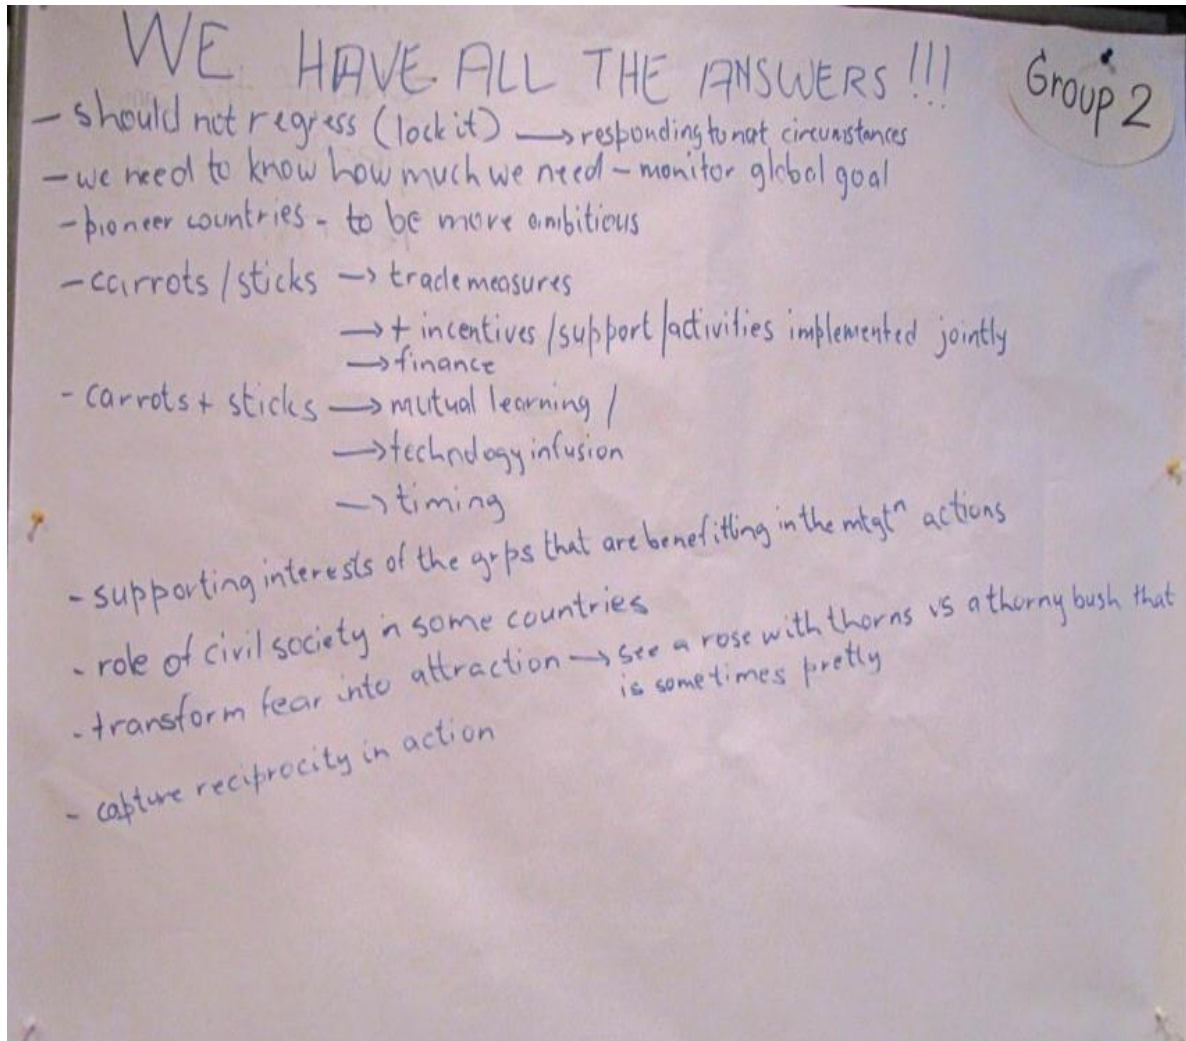 WE HAVE ALL THE ANSWERS !!!
Group 2
- should not regress (lock it) → responding to nat circumstances
- we need to know how much we need - monitor global goal
- pioneer countries - to be more ambitious
- carrots / sticks → trade measures
→ + incentives / support / activities implemented jointly
→ finance
- carrots + sticks → mutual learning /
→ technology infusion
→ timing
- supporting interests of the grps that are benefitting in the mtgtⁿ actions
- role of civil society in some countries
- transform fear into attraction → see a rose with thorns vs a thorny bush that
is sometimes pretty
- capture reciprocity in action